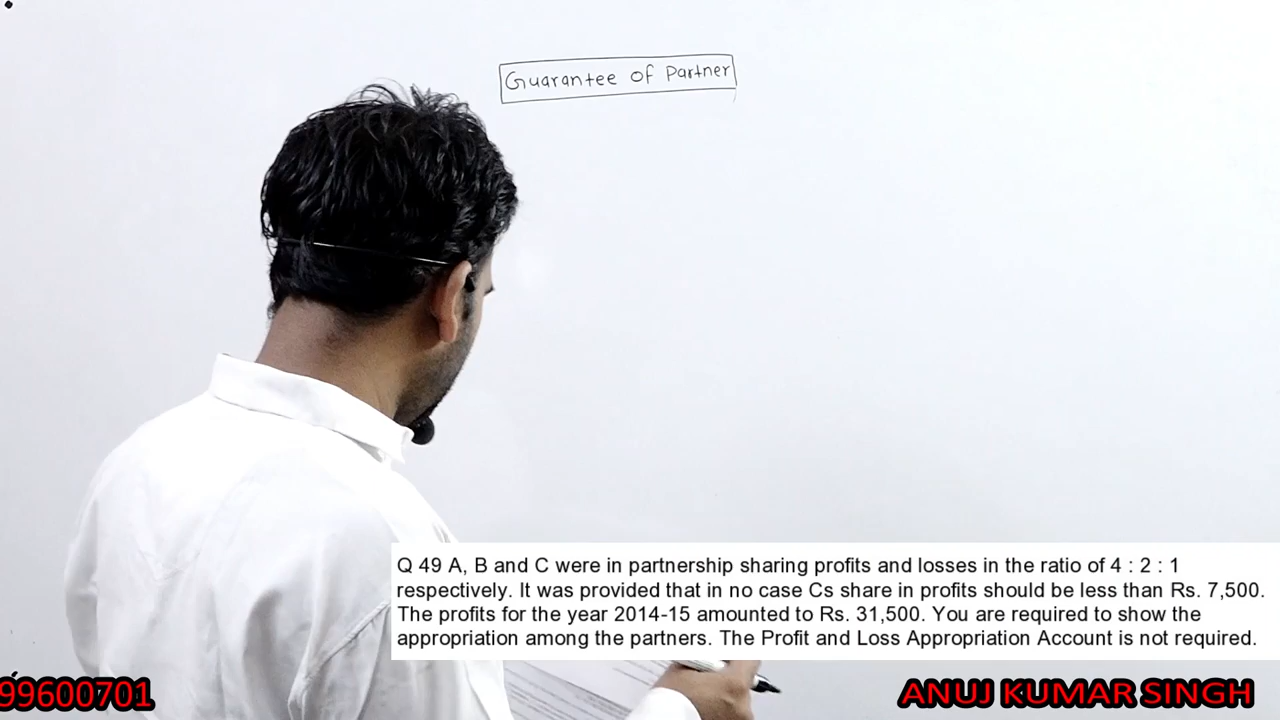 Guarantee of Partner
Q 49 A, B and C were in partnership sharing profits and losses in the ratio of 4 : 2 : 1
respectively. It was provided that in no case Cs share in profits should be less than Rs. 7,500.
The profits for the year 2014-15 amounted to Rs. 31,500. You are required to show the
appropriation among the partners. The Profit and Loss Appropriation Account is not required.
99600701
ANUJ KUMAR SINGH